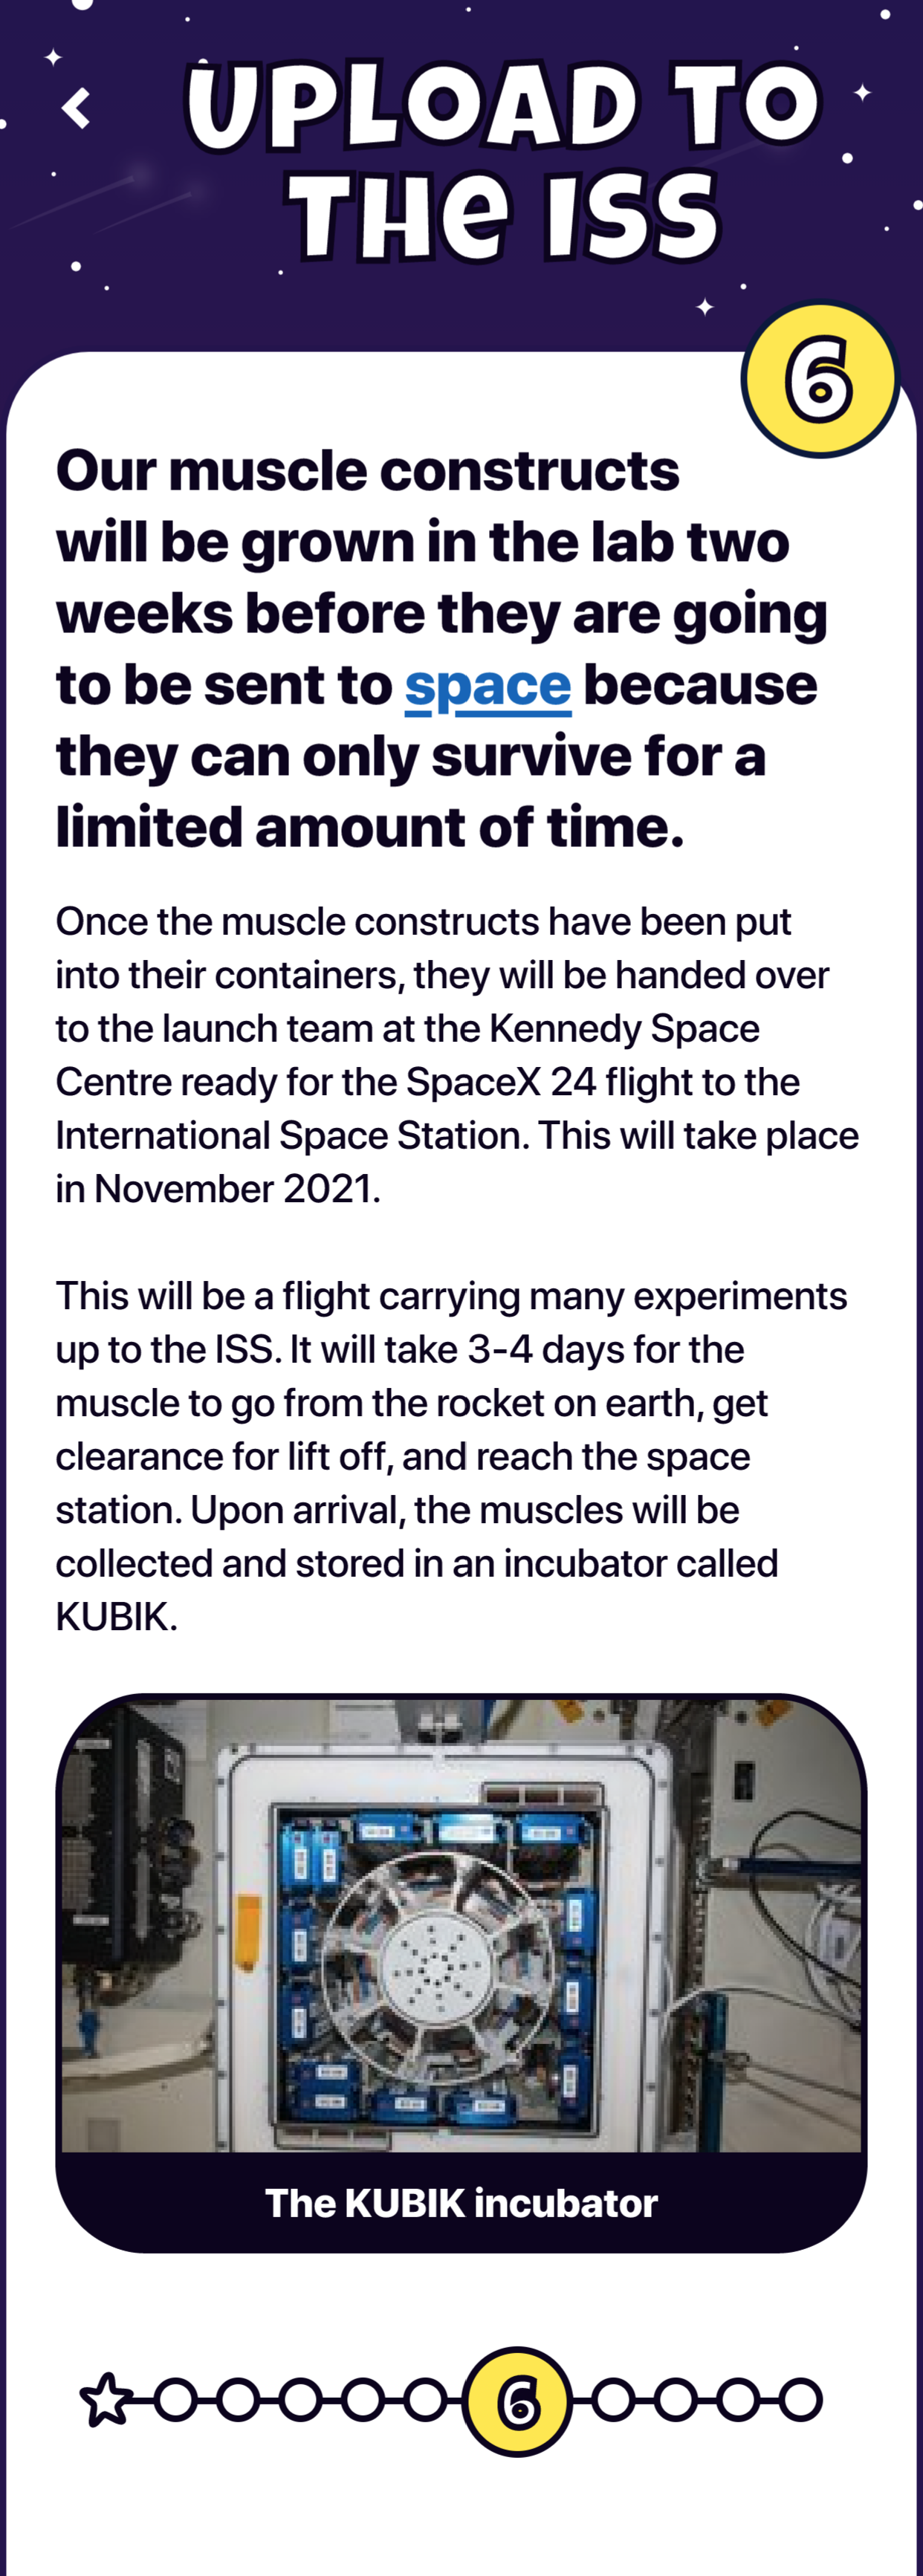 UPLOAD TO
THe ISS
6
Our muscle constructs
will be grown in the lab two
weeks before they are going
to be sent to space because
they can only survive for a
limited amount of time.
Once the muscle constructs have been put
into their containers, they will be handed over
to the launch team at the Kennedy Space
Centre ready for the SpaceX 24 flight to the
International Space Station. This will take place
in November 2021.
This will be a flight carrying many experiments
up to the ISS. It will take 3-4 days for the
muscle to go from the rocket on earth, get
clearance for lift off, and reach the space
station. Upon arrival, the muscles will be
collected and stored in an incubator called
KUBIK.
The KUBIK incubator
6